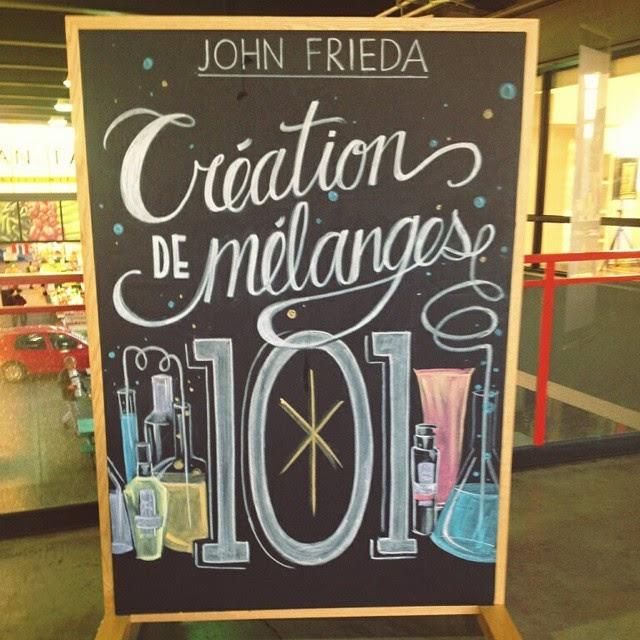 JOHN FRIEDA
Création
DE mélanges
101